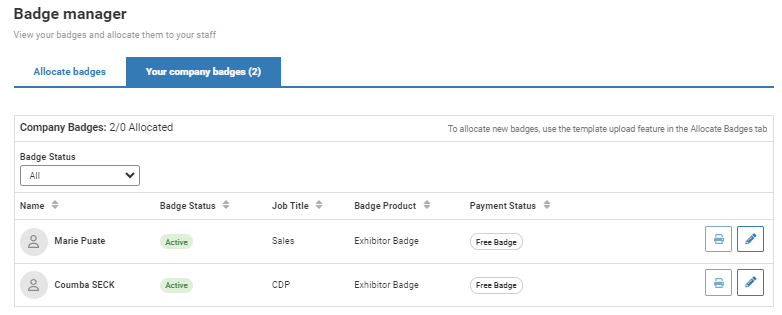 Badge manager
View your badges and allocate them to your staff
Allocate badges
Your company badges (2)
Company Badges: 2/0 Allocated
To allocate new badges, use the template upload feature in the Allocate Badges tab
Badge Status
All
Name Badge Status Job Title Badge Product Payment Status
Marie Puate Active Sales Exhibitor Badge Free Badge
Coumba SECK Active CDP Exhibitor Badge Free Badge